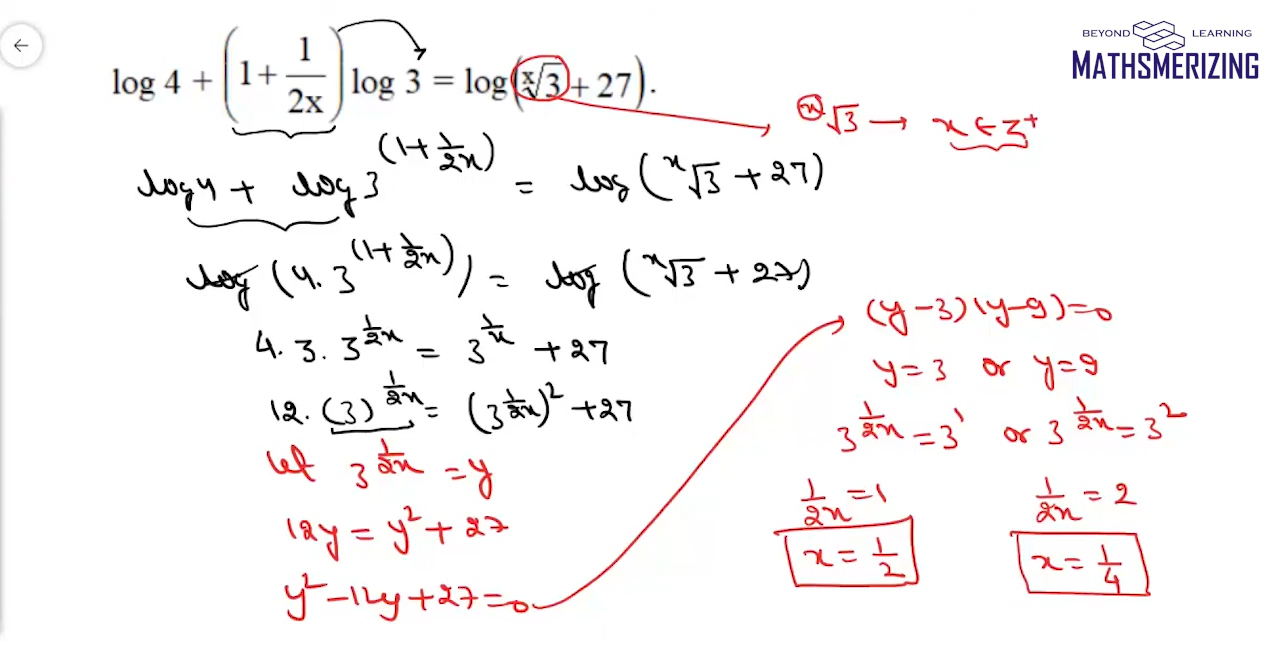 BEYOND LEARNING
MATHSMERIZING
log 4 + (1 + 1/2x) log 3 = log(ˣ√3 + 27).
ˣ√3 → x ∈ Z⁺
log 4 + log 3^(1 + 1/2x) = log (ˣ√3 + 27)
log (4. 3^(1 + 1/2x)) = log (ˣ√3 + 27)
4. 3. 3^(1/2x) = 3^(1/x) + 27
12. (3)^(1/2x) = (3^(1/2x))² + 27
let 3^(1/2x) = y
12y = y² + 27
y² - 12y + 27 = 0
(y - 3) (y - 9) = 0
y = 3 or y = 9
3^(1/2x) = 3¹ or 3^(1/2x) = 3²
1/2x = 1 1/2x = 2
x = 1/2 x = 1/4